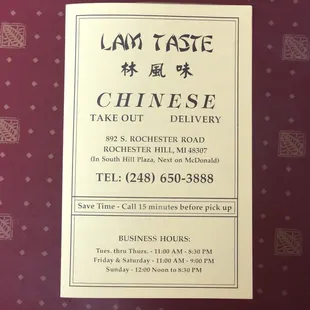 LAM TASTE
林風味
CHINESE
TAKE OUT DELIVERY
892 S. ROCHESTER ROAD
ROCHESTER HILL, MI 48307
(In South Hill Plaza, Next on McDonald)
TEL: (248) 650-3888
Save Time - Call 15 minutes before pick up
BUSINESS HOURS:
Tues. thru Thurs. - 11:00 AM - 8:30 PM
Friday & Saturday - 11:00 AM - 9:00 PM
Sunday - 12:00 Noon to 8:30 PM